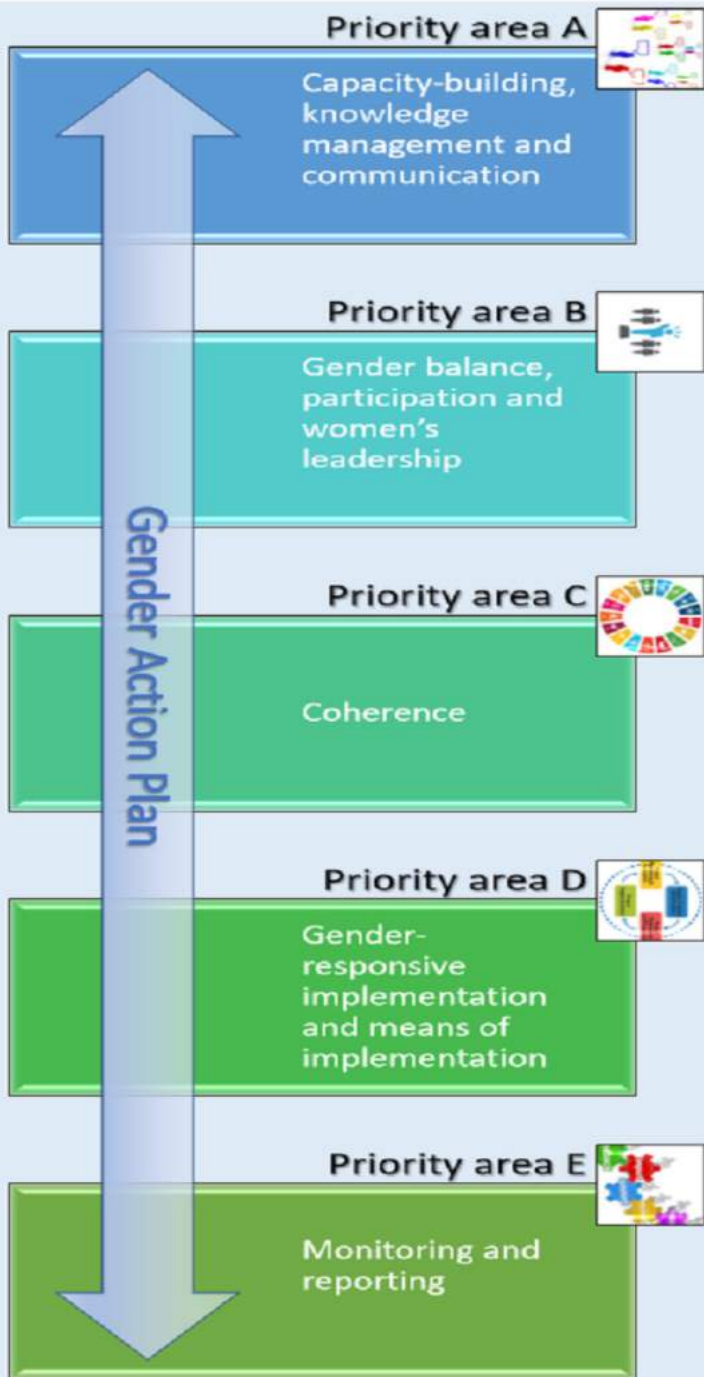 Priority area A
Capacity-building,
knowledge
management and
communication
Priority area B
Gender balance,
participation and
women's
leadership
Gender Action Plan
Priority area C
Coherence
Priority area D
Gender-
responsive
implementation
and means of
implementation
Priority area E
Monitoring and
reporting